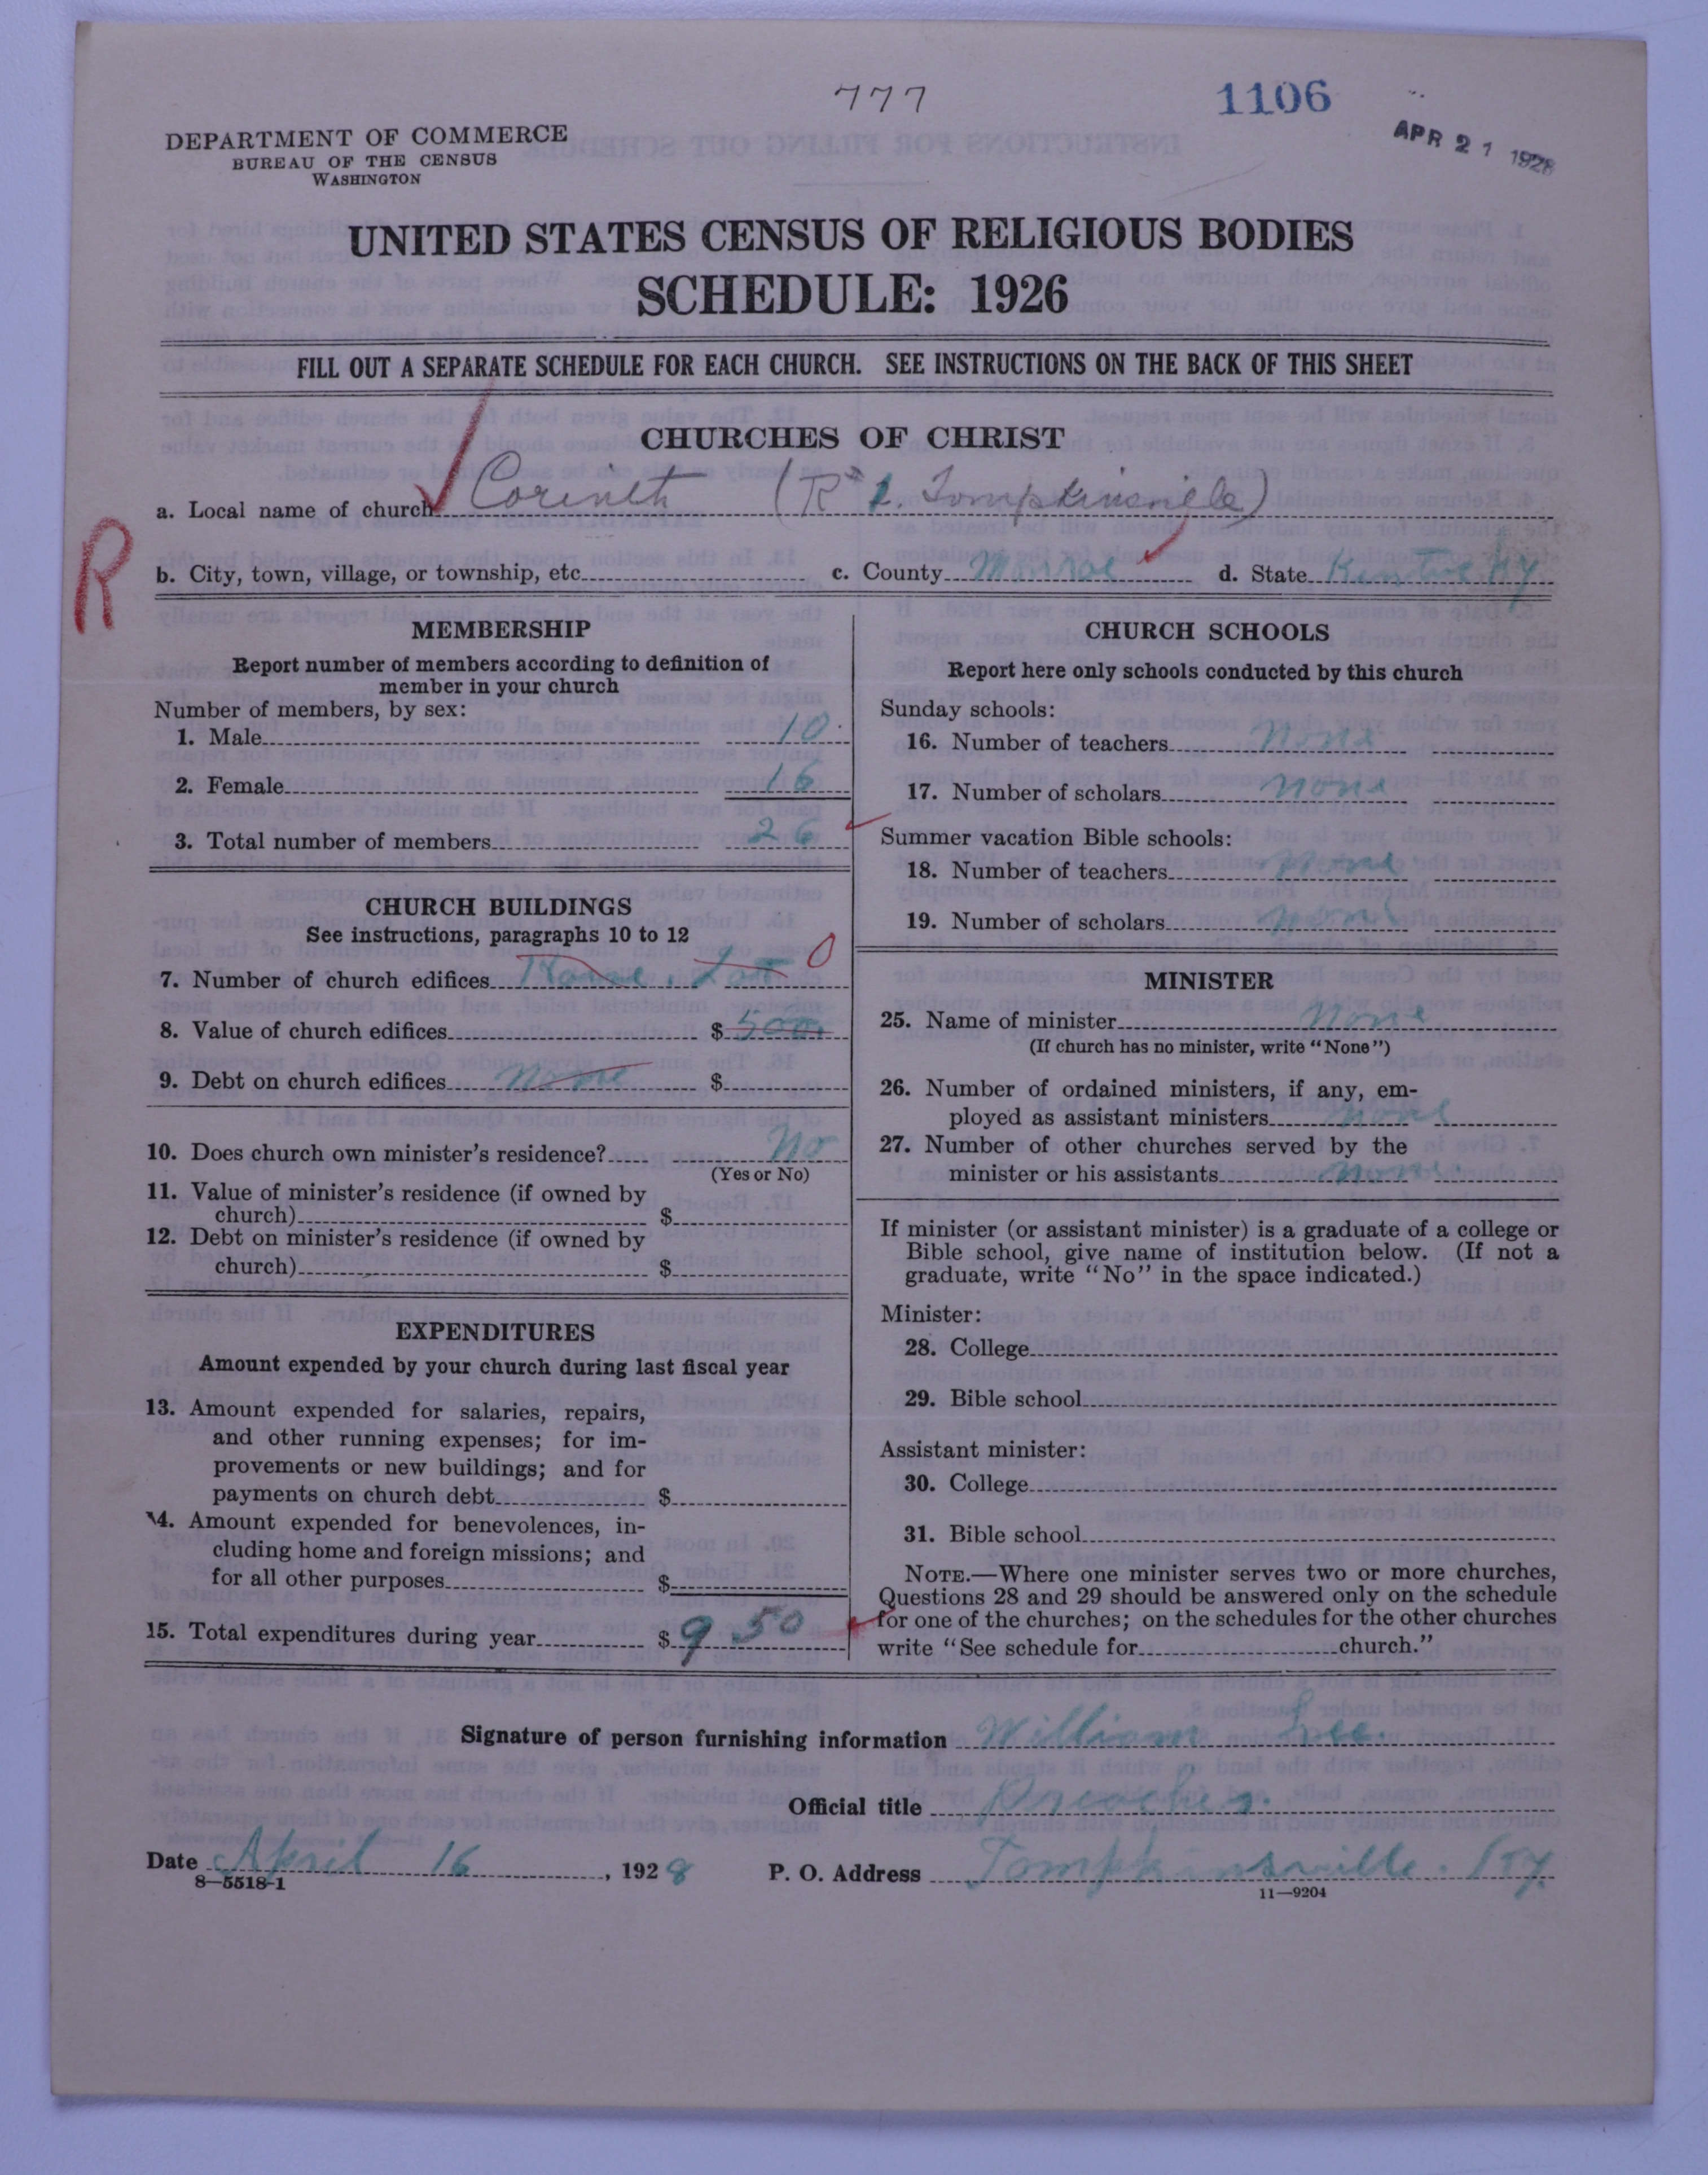 777
1106
APR 21 1928
DEPARTMENT OF COMMERCE
BUREAU OF THE CENSUS
WASHINGTON
UNITED STATES CENSUS OF RELIGIOUS BODIES
SCHEDULE: 1926
FILL OUT A SEPARATE SCHEDULE FOR EACH CHURCH. SEE INSTRUCTIONS ON THE BACK OF THIS SHEET
CHURCHES OF CHRIST
a. Local name of church Corinth (R 1. Tompkinsville)
R
b. City, town, village, or township, etc. c. County Monroe d. State Kentucky
MEMBERSHIP
Report number of members according to definition of
member in your church
Number of members, by sex:
1. Male 10.
2. Female 16
3. Total number of members 26
CHURCH BUILDINGS
See instructions, paragraphs 10 to 12
7. Number of church edifices Lot 0
8. Value of church edifices $ 500
9. Debt on church edifices None $
10. Does church own minister's residence? No
(Yes or No)
11. Value of minister's residence (if owned by
church) $
12. Debt on minister's residence (if owned by
church) $
EXPENDITURES
Amount expended by your church during last fiscal year
13. Amount expended for salaries, repairs,
and other running expenses; for im-
provements or new buildings; and for
payments on church debt $
14. Amount expended for benevolences, in-
cluding home and foreign missions; and
for all other purposes $
15. Total expenditures during year $ 9 50
CHURCH SCHOOLS
Report here only schools conducted by this church
Sunday schools:
16. Number of teachers None
17. Number of scholars None
Summer vacation Bible schools:
18. Number of teachers None
19. Number of scholars None
MINISTER
25. Name of minister None
(If church has no minister, write "None")
26. Number of ordained ministers, if any, em-
ployed as assistant ministers None
27. Number of other churches served by the
minister or his assistants None
If minister (or assistant minister) is a graduate of a college or
Bible school, give name of institution below. (If not a
graduate, write "No" in the space indicated.)
Minister:
28. College
29. Bible school
Assistant minister:
30. College
31. Bible school
NOTE.—Where one minister serves two or more churches,
Questions 28 and 29 should be answered only on the schedule
for one of the churches; on the schedules for the other churches
write "See schedule for church."
Signature of person furnishing information William Lee.
Official title Preacher.
Date April 16, 1928 P. O. Address Tompkinsville. Ky.
8—5518-1
11—9204